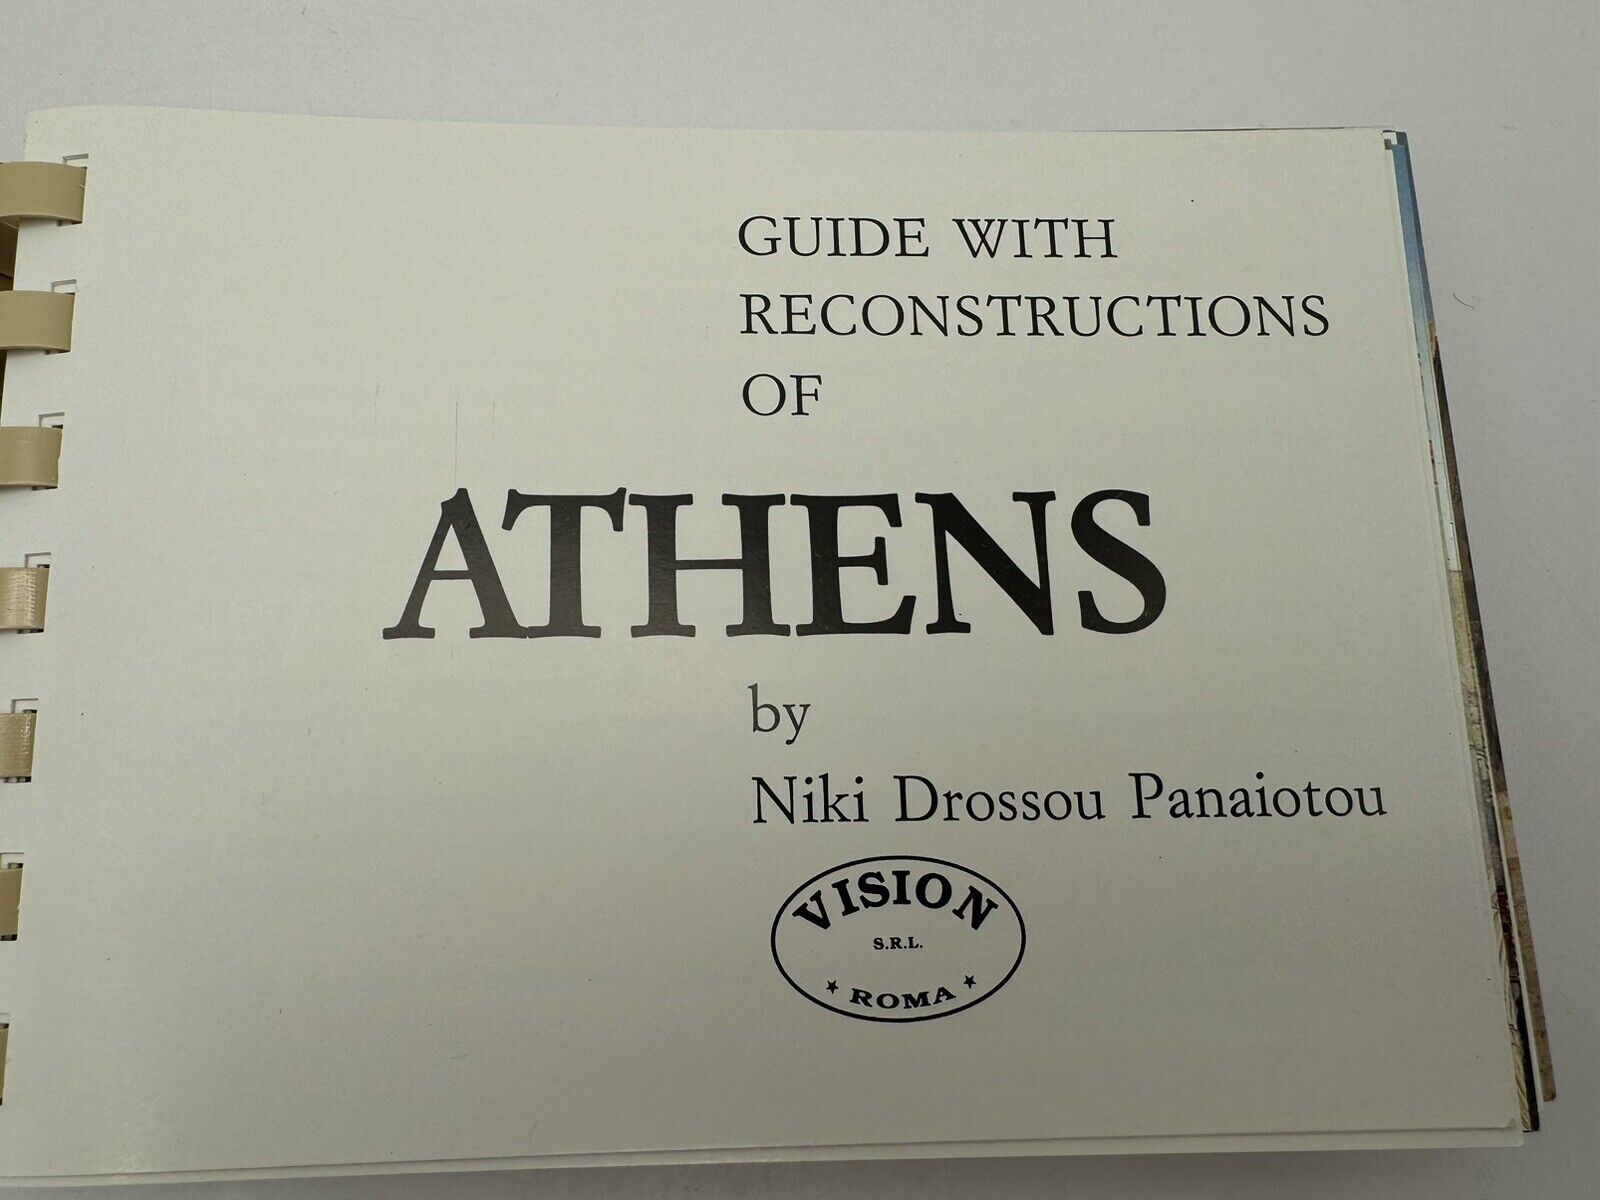 GUIDE WITH
RECONSTRUCTIONS
OF
ATHENS
by
Niki Drossou Panaiotou
VISION
S.R.L.
★ ROMA ★